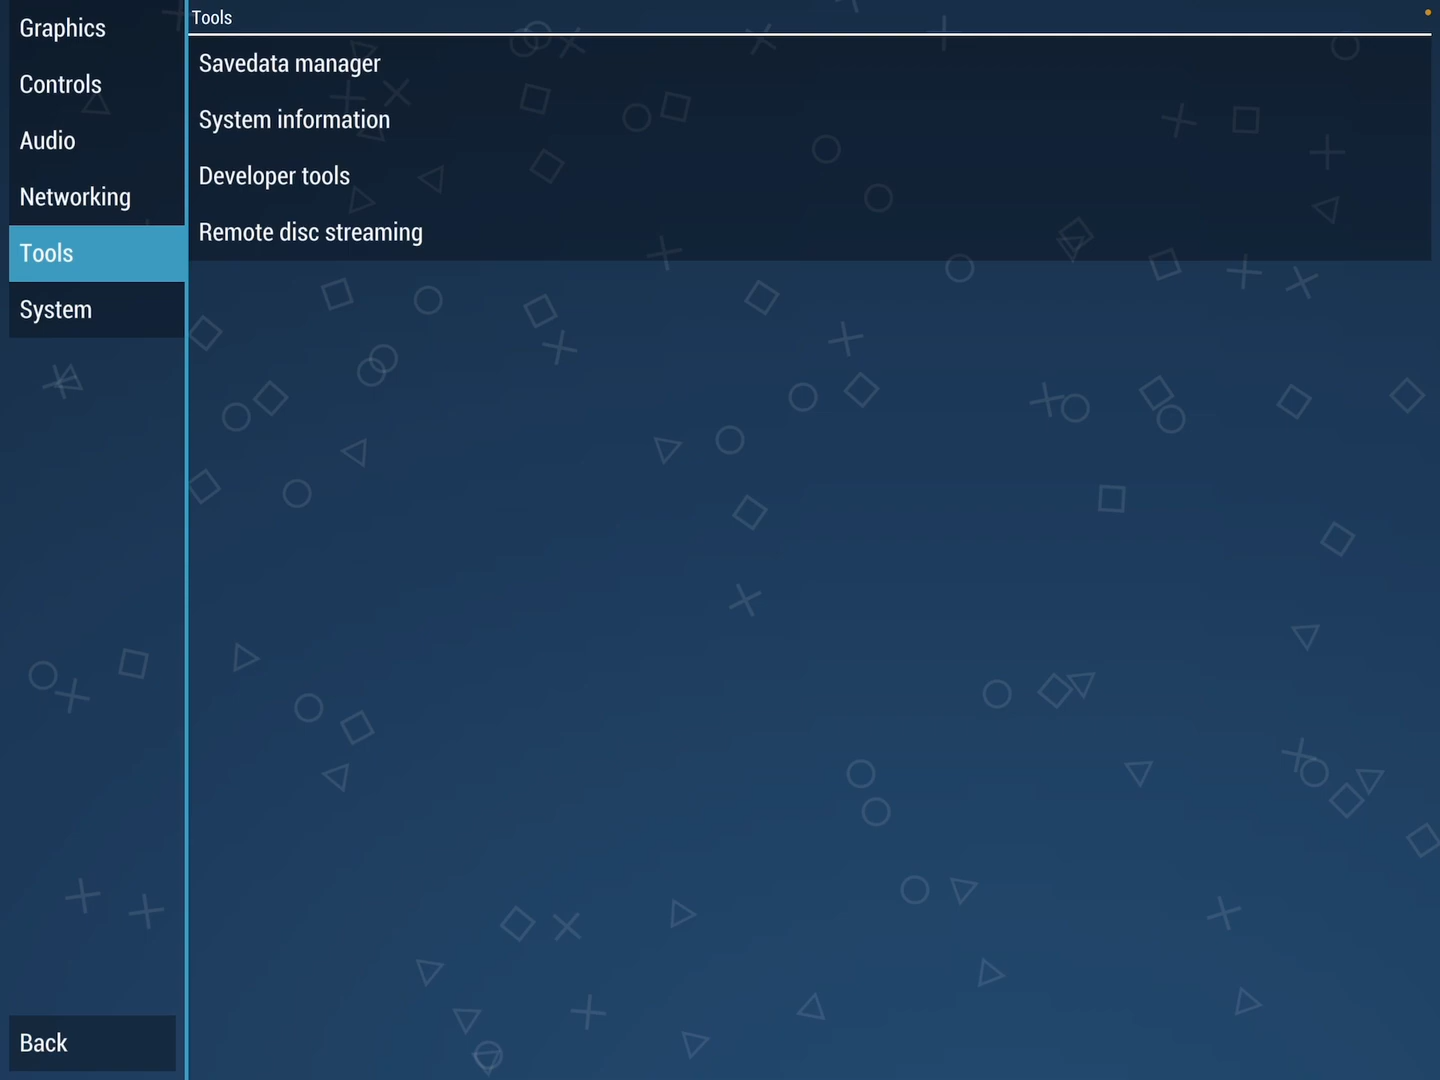 Graphics
Controls
Audio
Networking
Tools
System
Back
Tools
Savedata manager
System information
Developer tools
Remote disc streaming